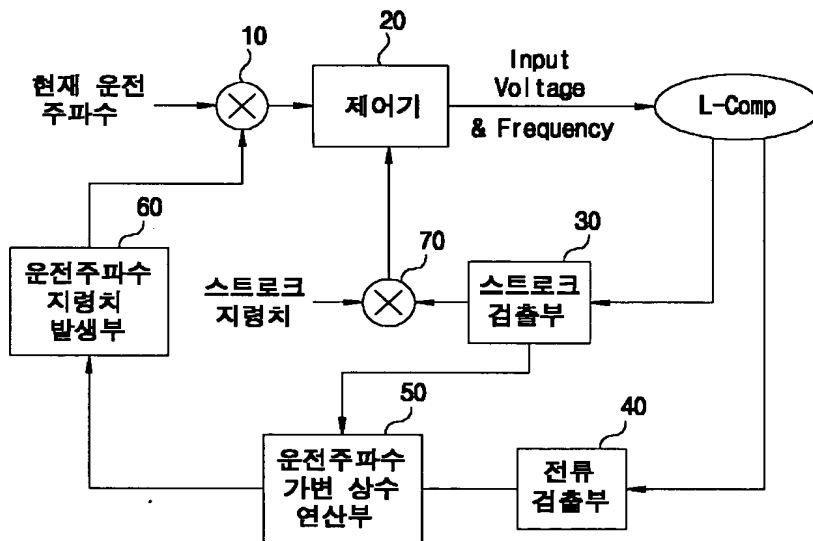 10
20
현재 운전
주파수
제어기
Input
Voltage
& Frequency
L-Comp
60
운전주파수
지령치
발생부
스트로크
지령치
70
30
스트로크
검출부
50
운전주파수
가변 상수
연산부
40
전류
검출부